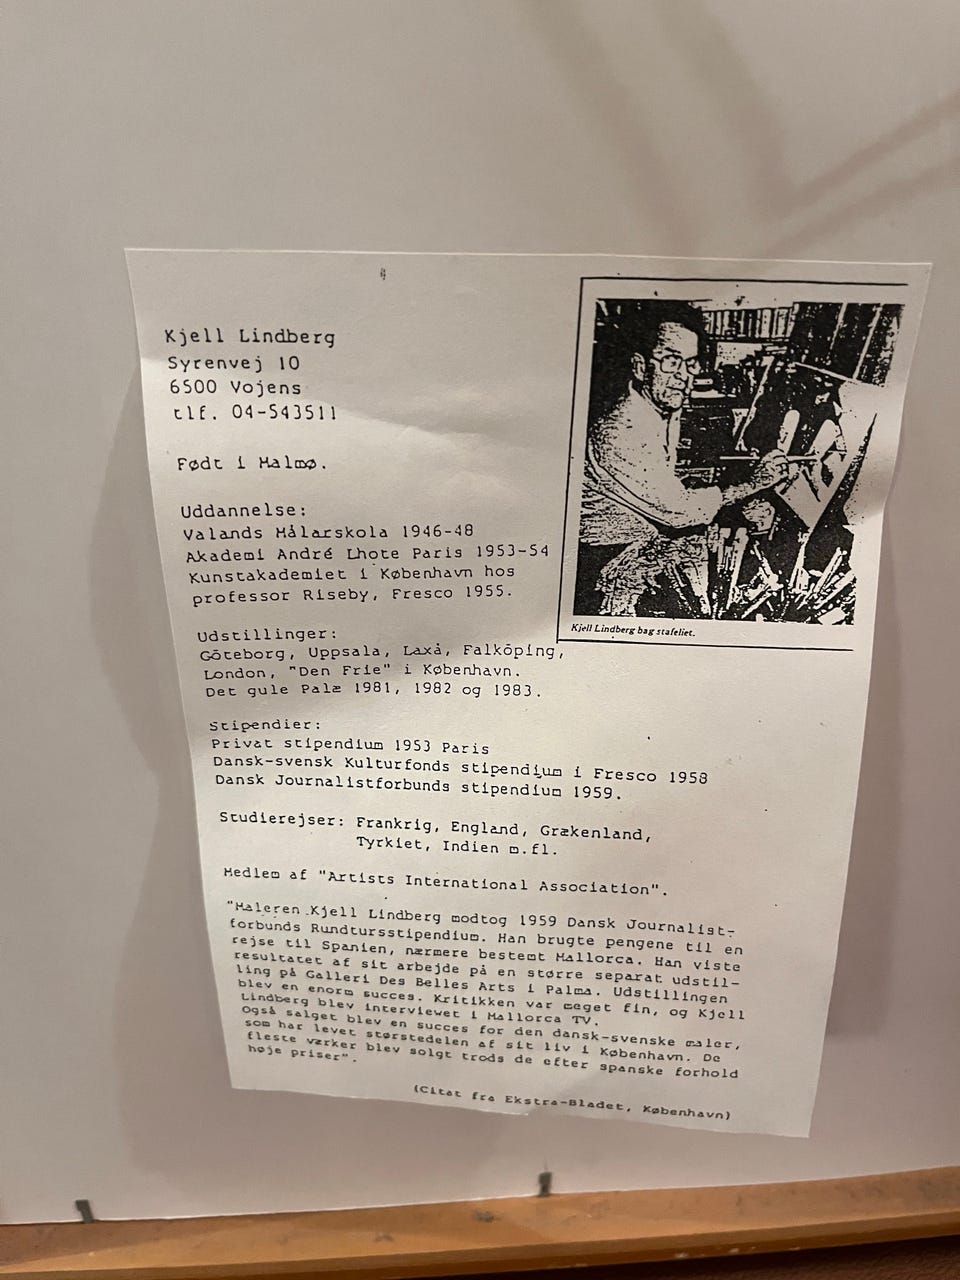 Kjell Lindberg
Syrenvej 10
6500 Vojens
tlf. 04-543511
Født i Malmø.
Uddannelse:
Valands Målarskola 1946-48
Akademi André Lhote Paris 1953-54
Kunstakademiet i København hos
professor Riseby, Fresco 1955.
Kjell Lindberg bag stafeliet.
Udstillinger:
Göteborg, Uppsala, Laxå, Falköping,
London, "Den Frie" i København.
Det gule Palæ 1981, 1982 og 1983.
Stipendier:
Privat stipendium 1953 Paris
Dansk-svensk Kulturfonds stipendium i Fresco 1958
Dansk Journalistforbunds stipendium 1959.
Studierejser: Frankrig, England, Grækenland,
Tyrkiet, Indien m.fl.
Medlem af "Artists International Association".
"Maleren Kjell Lindberg modtog 1959 Dansk Journalist-
forbunds Rundtursstipendium. Han brugte pengene til en
rejse til Spanien, nærmere bestemt Mallorca. Han viste
resultatet af sit arbejde på en større separat udstil-
ling på Galleri Des Belles Arts i Palma. Udstillingen
blev en enorm succes. Kritikken var meget fin, og Kjell
Lindberg blev interviewet i Mallorca TV.
Også salget blev en succes for den dansk-svenske maler,
som har levet størstedelen af sit liv i København. De
fleste værker blev solgt trods de efter spanske forhold
høje priser".
(Citat fra Ekstra-Bladet, København)